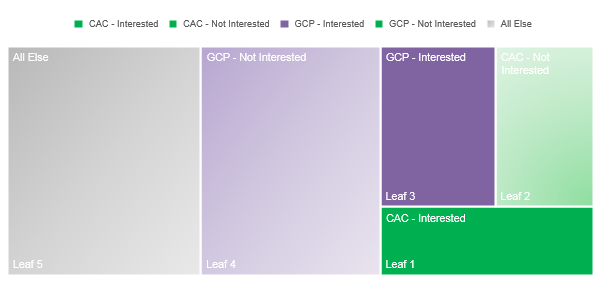 CAC - Interested
CAC - Not Interested
GCP - Interested
GCP - Not Interested
All Else
All Else
GCP - Not Interested
GCP - Interested
CAC - Not
Interested
Leaf 3
Leaf 2
CAC - Interested
Leaf 5
Leaf 4
Leaf 1